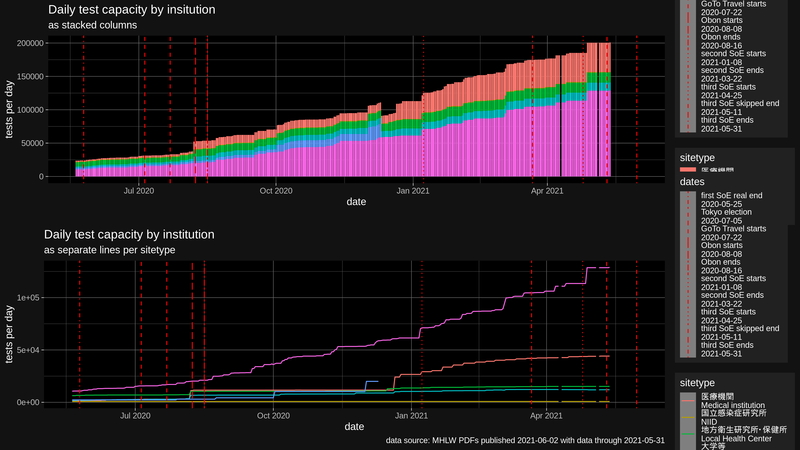 Daily test capacity by insitution
as stacked columns
200000
150000
100000
50000
0
tests per day
Jul 2020
Oct 2020
Jan 2021
Apr 2021
date
GoTo Travel starts
2020-07-22
Obon starts
2020-08-08
Obon ends
2020-08-16
second SoE starts
2021-01-08
second SoE ends
2021-03-22
third SoE starts
2021-04-25
third SoE skipped end
2021-05-11
third SoE ends
2021-05-31
sitetype
医療機関
dates
first SoE real end
2020-05-25
Tokyo election
2020-07-05
GoTo Travel starts
2020-07-22
Obon starts
2020-08-08
Obon ends
2020-08-16
second SoE starts
2021-01-08
second SoE ends
2021-03-22
third SoE starts
2021-04-25
third SoE skipped end
2021-05-11
third SoE ends
2021-05-31
Daily test capacity by institution
as separate lines per sitetype
1e+05
5e+04
0e+00
tests per day
Jul 2020
Oct 2020
Jan 2021
Apr 2021
date
sitetype
医療機関
Medical institution
国立感染症研究所
NIID
地方衛生研究所・保健所
Local Health Center
大学等
data source: MHLW PDFs published 2021-06-02 with data through 2021-05-31